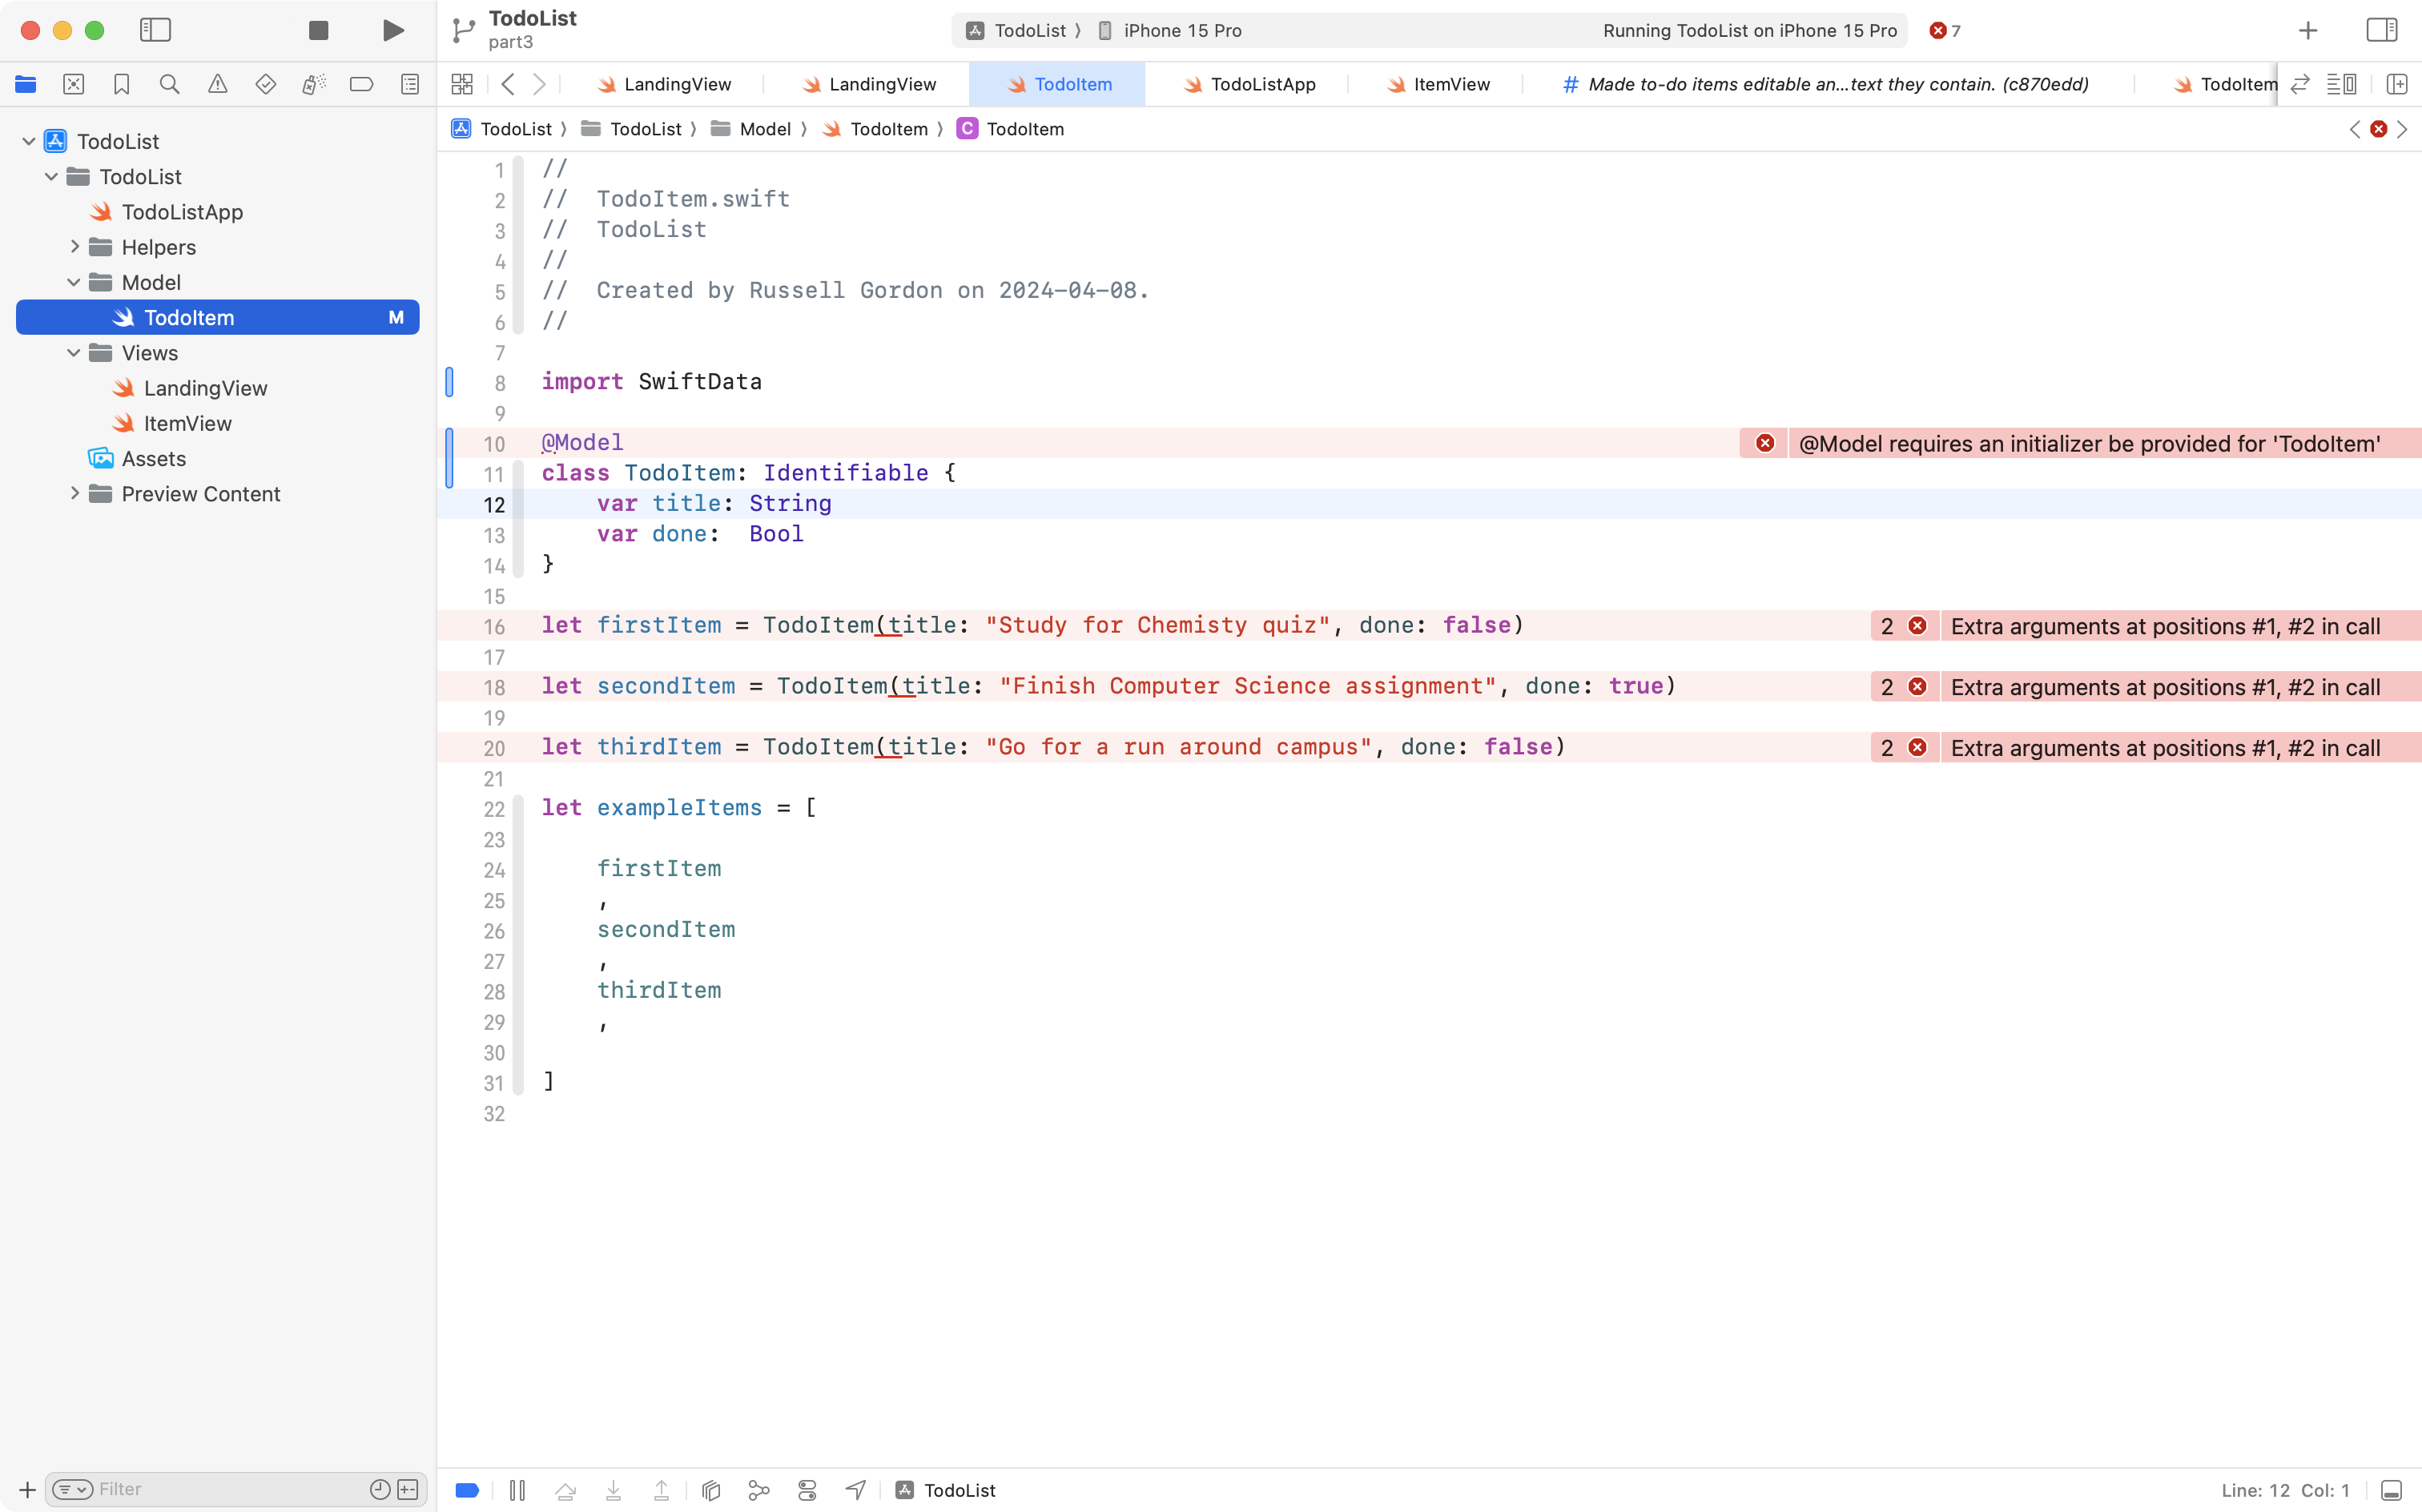 TodoList
part3
TodoList 〉 iPhone 15 Pro
Running TodoList on iPhone 15 Pro
7
LandingView
LandingView
TodoItem
TodoListApp
ItemView
# Made to-do items editable an...text they contain. (c870edd)
TodoItem
TodoList 〉 TodoList 〉 Model 〉 TodoItem 〉 C TodoItem
TodoList
TodoList
TodoListApp
Helpers
Model
TodoItem M
Views
LandingView
ItemView
Assets
Preview Content
1 //
2 //  TodoItem.swift
3 //  TodoList
4 //
5 //  Created by Russell Gordon on 2024-04-08.
6 //
7
8 import SwiftData
9
10 @Model
@Model requires an initializer be provided for 'TodoItem'
11 class TodoItem: Identifiable {
12     var title: String
13     var done:  Bool
14 }
15
16 let firstItem = TodoItem(title: "Study for Chemisty quiz", done: false)
2 Extra arguments at positions #1, #2 in call
17
18 let secondItem = TodoItem(title: "Finish Computer Science assignment", done: true)
2 Extra arguments at positions #1, #2 in call
19
20 let thirdItem = TodoItem(title: "Go for a run around campus", done: false)
2 Extra arguments at positions #1, #2 in call
21
22 let exampleItems = [
23
24     firstItem
25     ,
26     secondItem
27     ,
28     thirdItem
29     ,
30
31 ]
32
Filter
TodoList
Line: 12 Col: 1